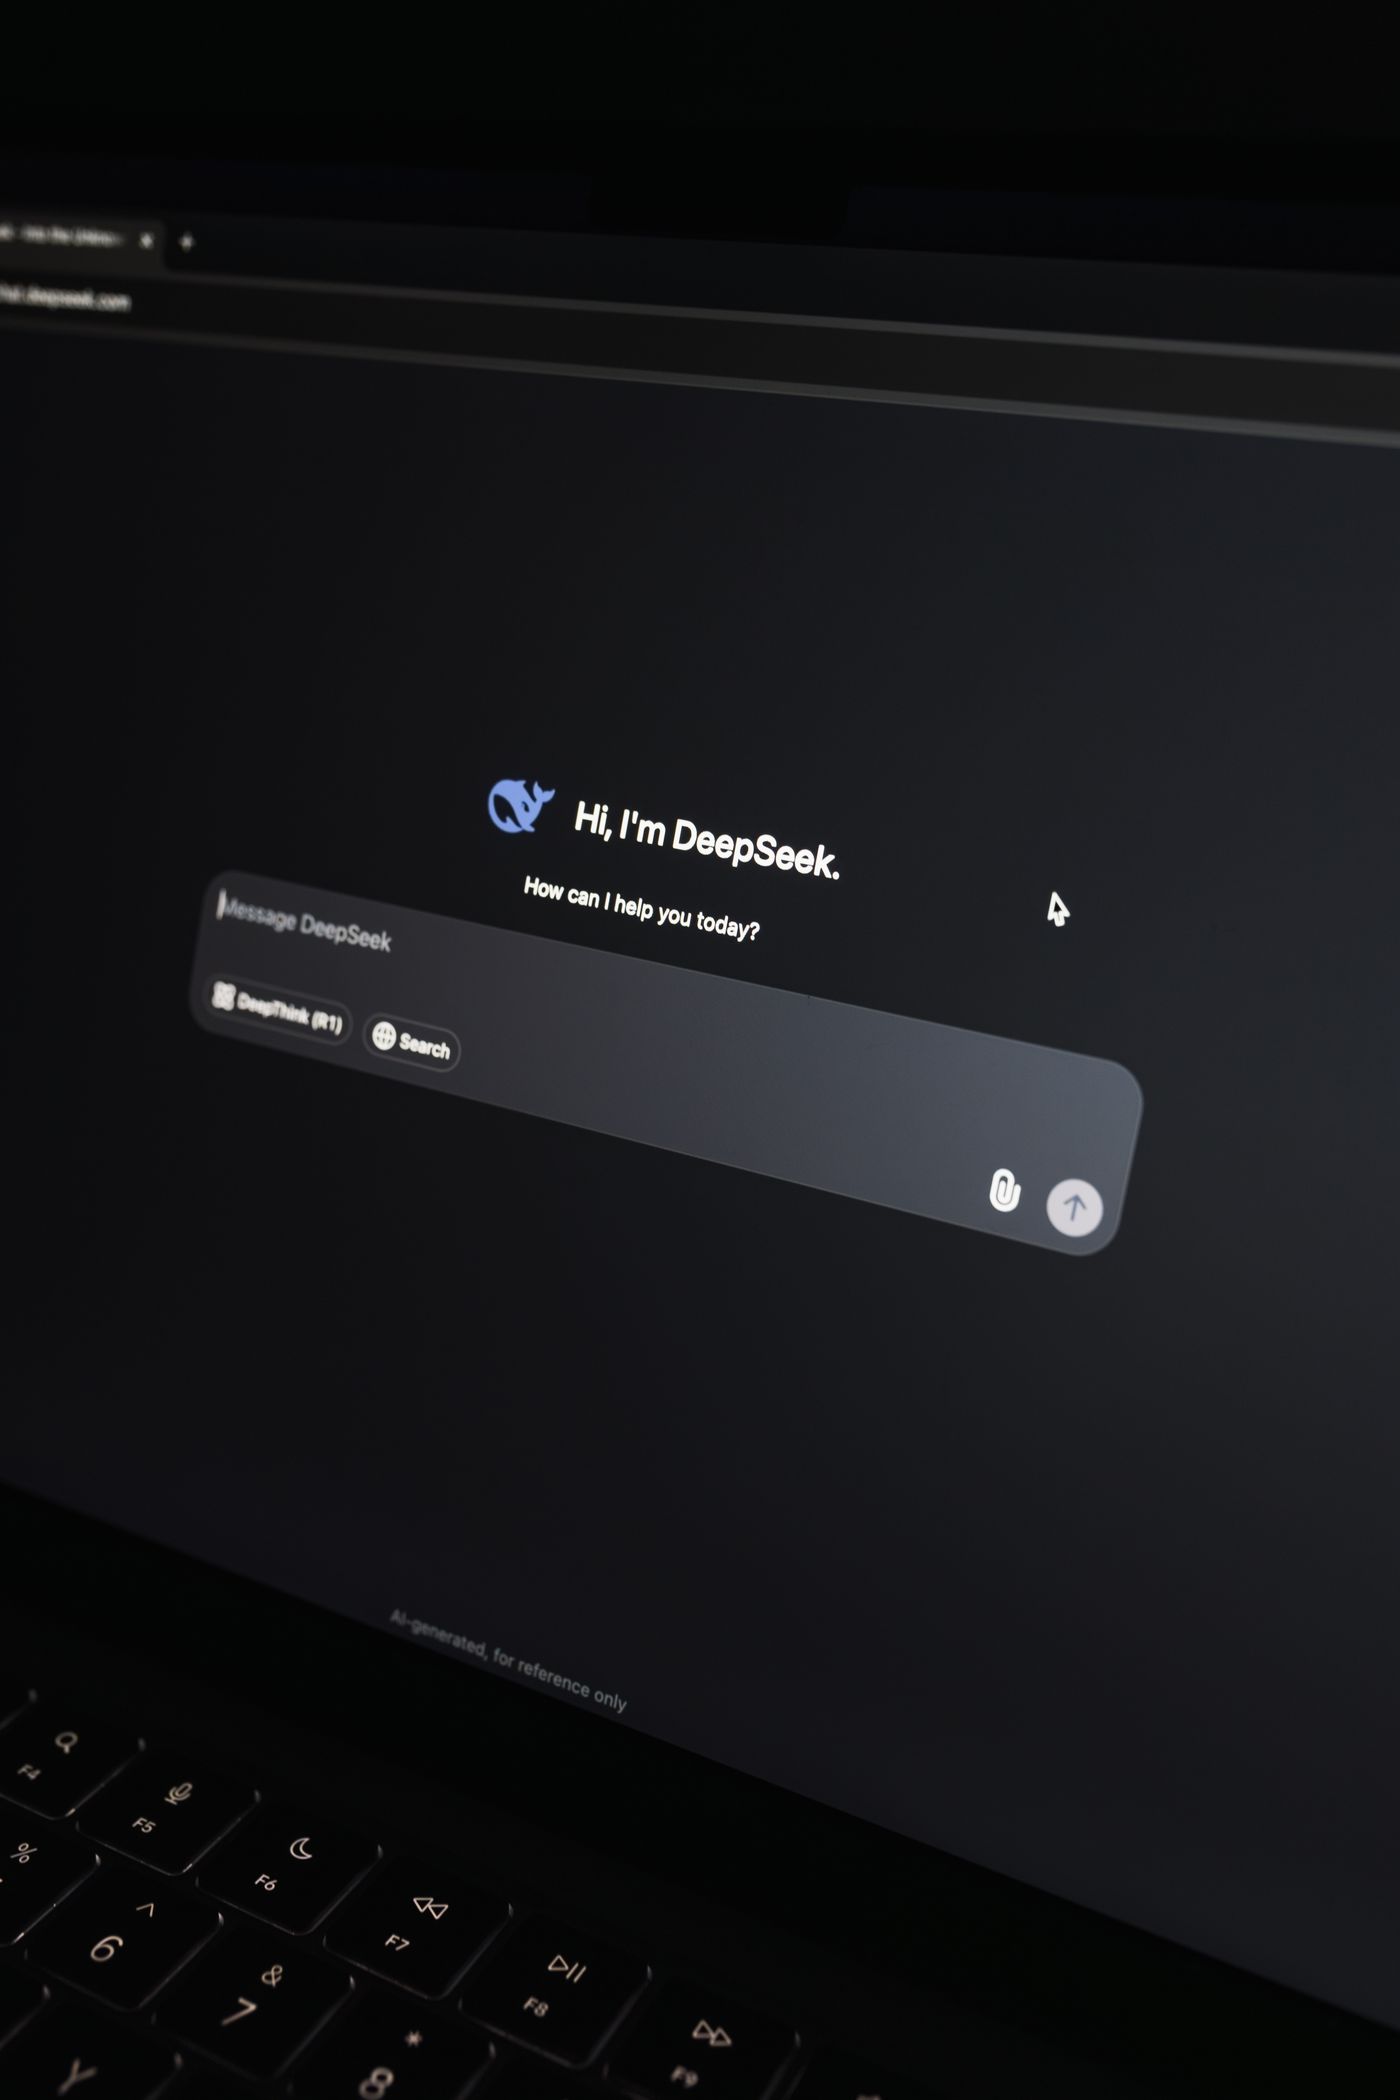 chat.deepseek.com
Hi, I'm DeepSeek.
How can I help you today?
Message DeepSeek
DeepThink (R1)
Search
AI-generated, for reference only
F4
F5
F6
F7
F8
F9
%
^
6
&
7
*
8
Y